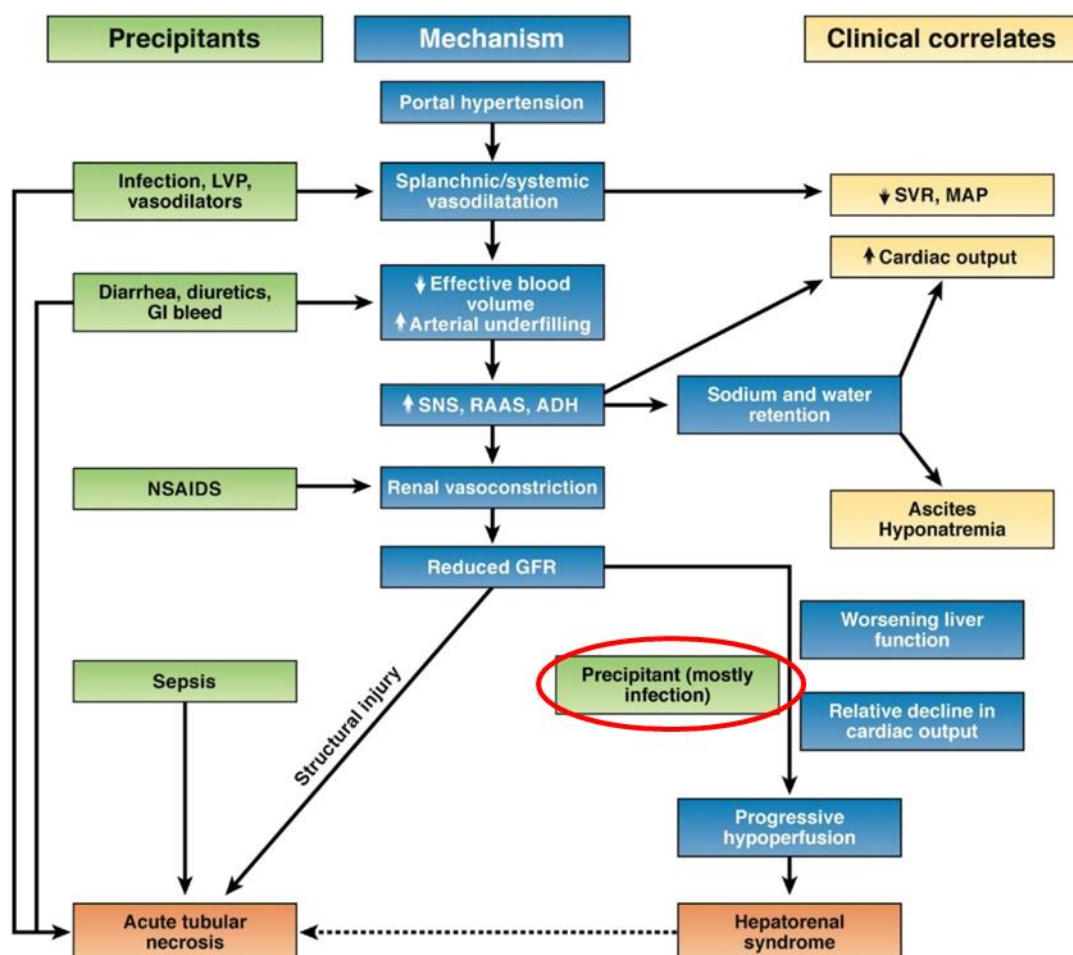 Precipitants
Mechanism
Clinical correlates
Portal hypertension
Infection, LVP,
vasodilators
Splanchnic/systemic
vasodilatation
SVR, MAP
Cardiac output
Diarrhea, diuretics,
GI bleed
Effective blood
volume
Arterial underfilling
SNS, RAAS, ADH
Sodium and water
retention
NSAIDS
Renal vasoconstriction
Ascites
Hyponatremia
Reduced GFR
Worsening liver
function
Precipitant (mostly
infection)
Sepsis
Relative decline in
cardiac output
Structural injury
Progressive
hypoperfusion
Acute tubular
necrosis
Hepatorenal
syndrome